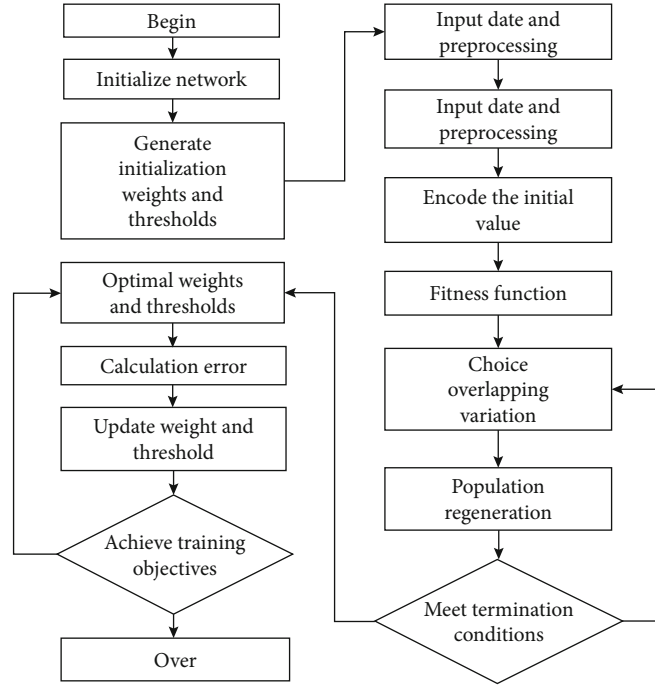 Begin
Initialize network
Generate
initialization
weights and
thresholds
Input date and
preprocessing
Input date and
preprocessing
Encode the initial
value
Fitness function
Choice
overlapping
variation
Population
regeneration
Meet termination
conditions
Optimal weights
and thresholds
Calculation error
Update weight and
threshold
Achieve training
objectives
Over